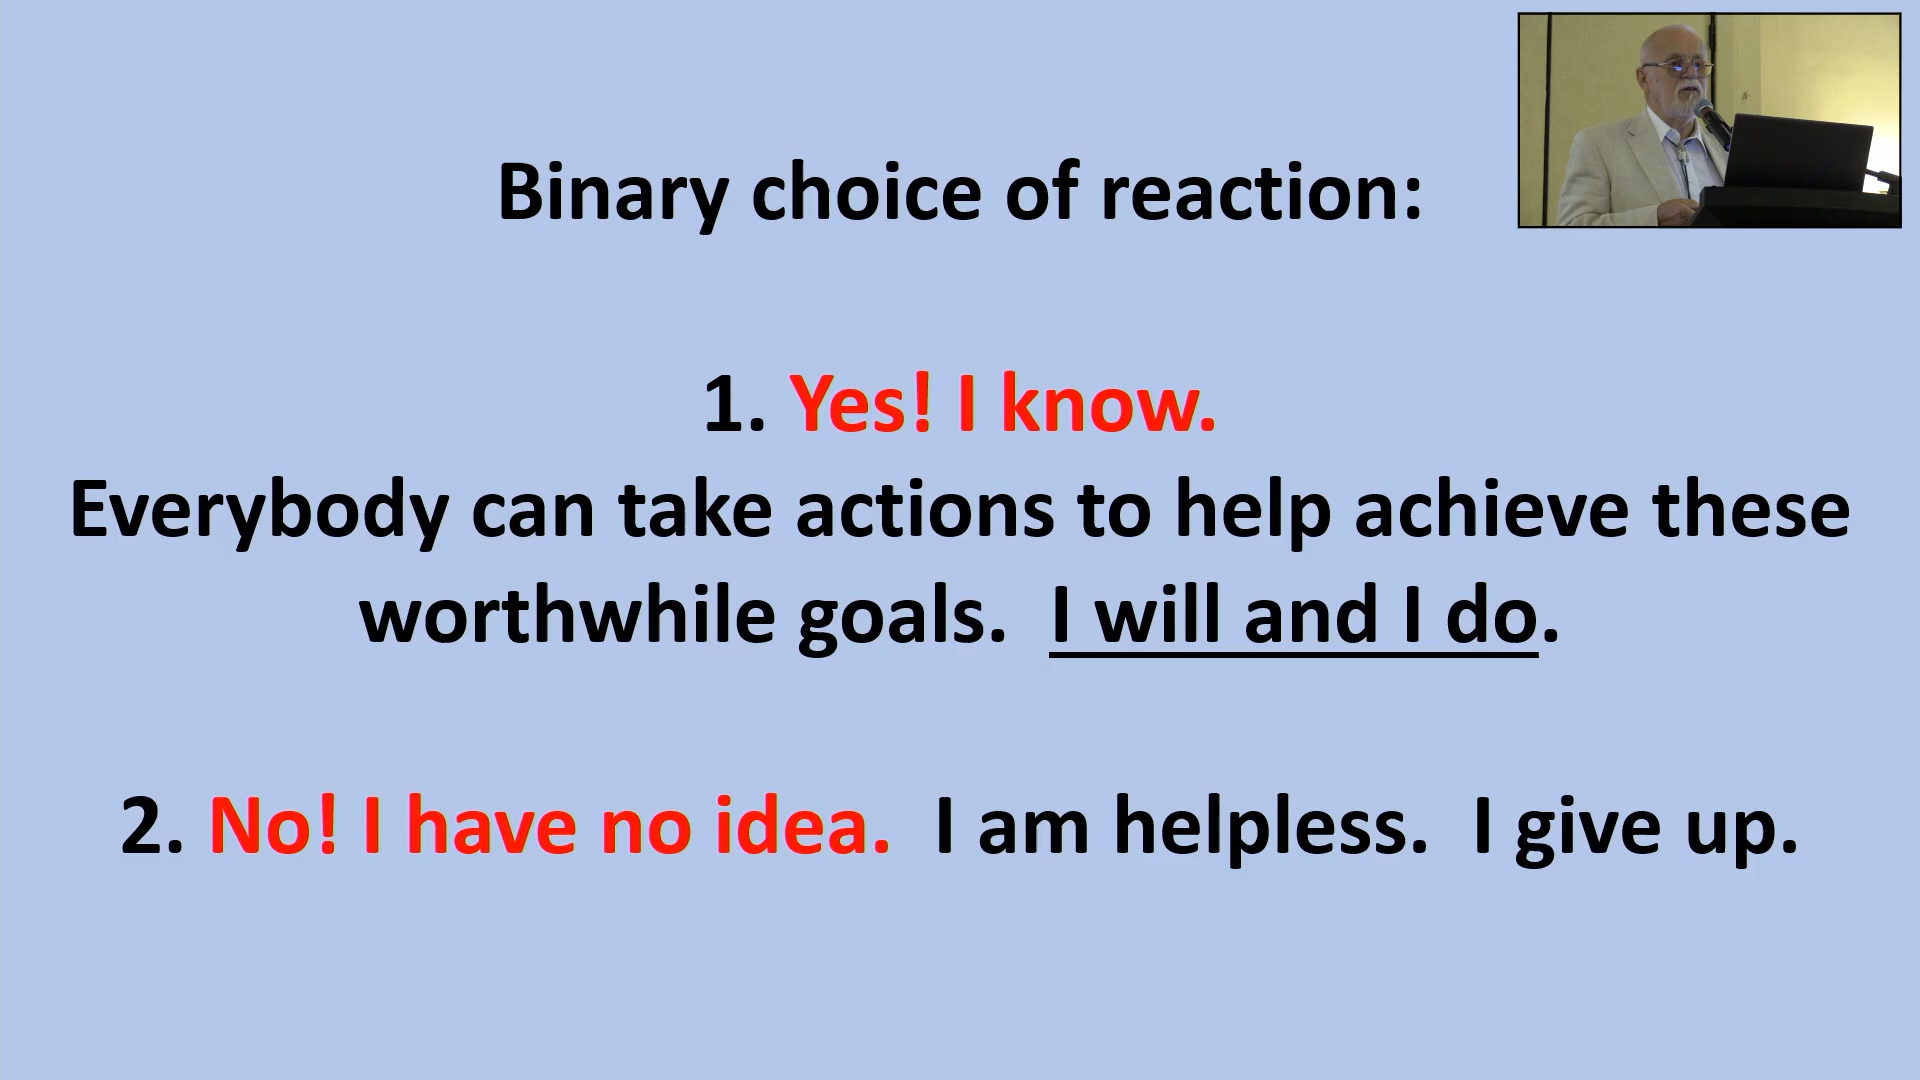 Binary choice of reaction:
1. Yes! I know.
Everybody can take actions to help achieve these
worthwhile goals.  I will and I do.
2. No! I have no idea.  I am helpless.  I give up.